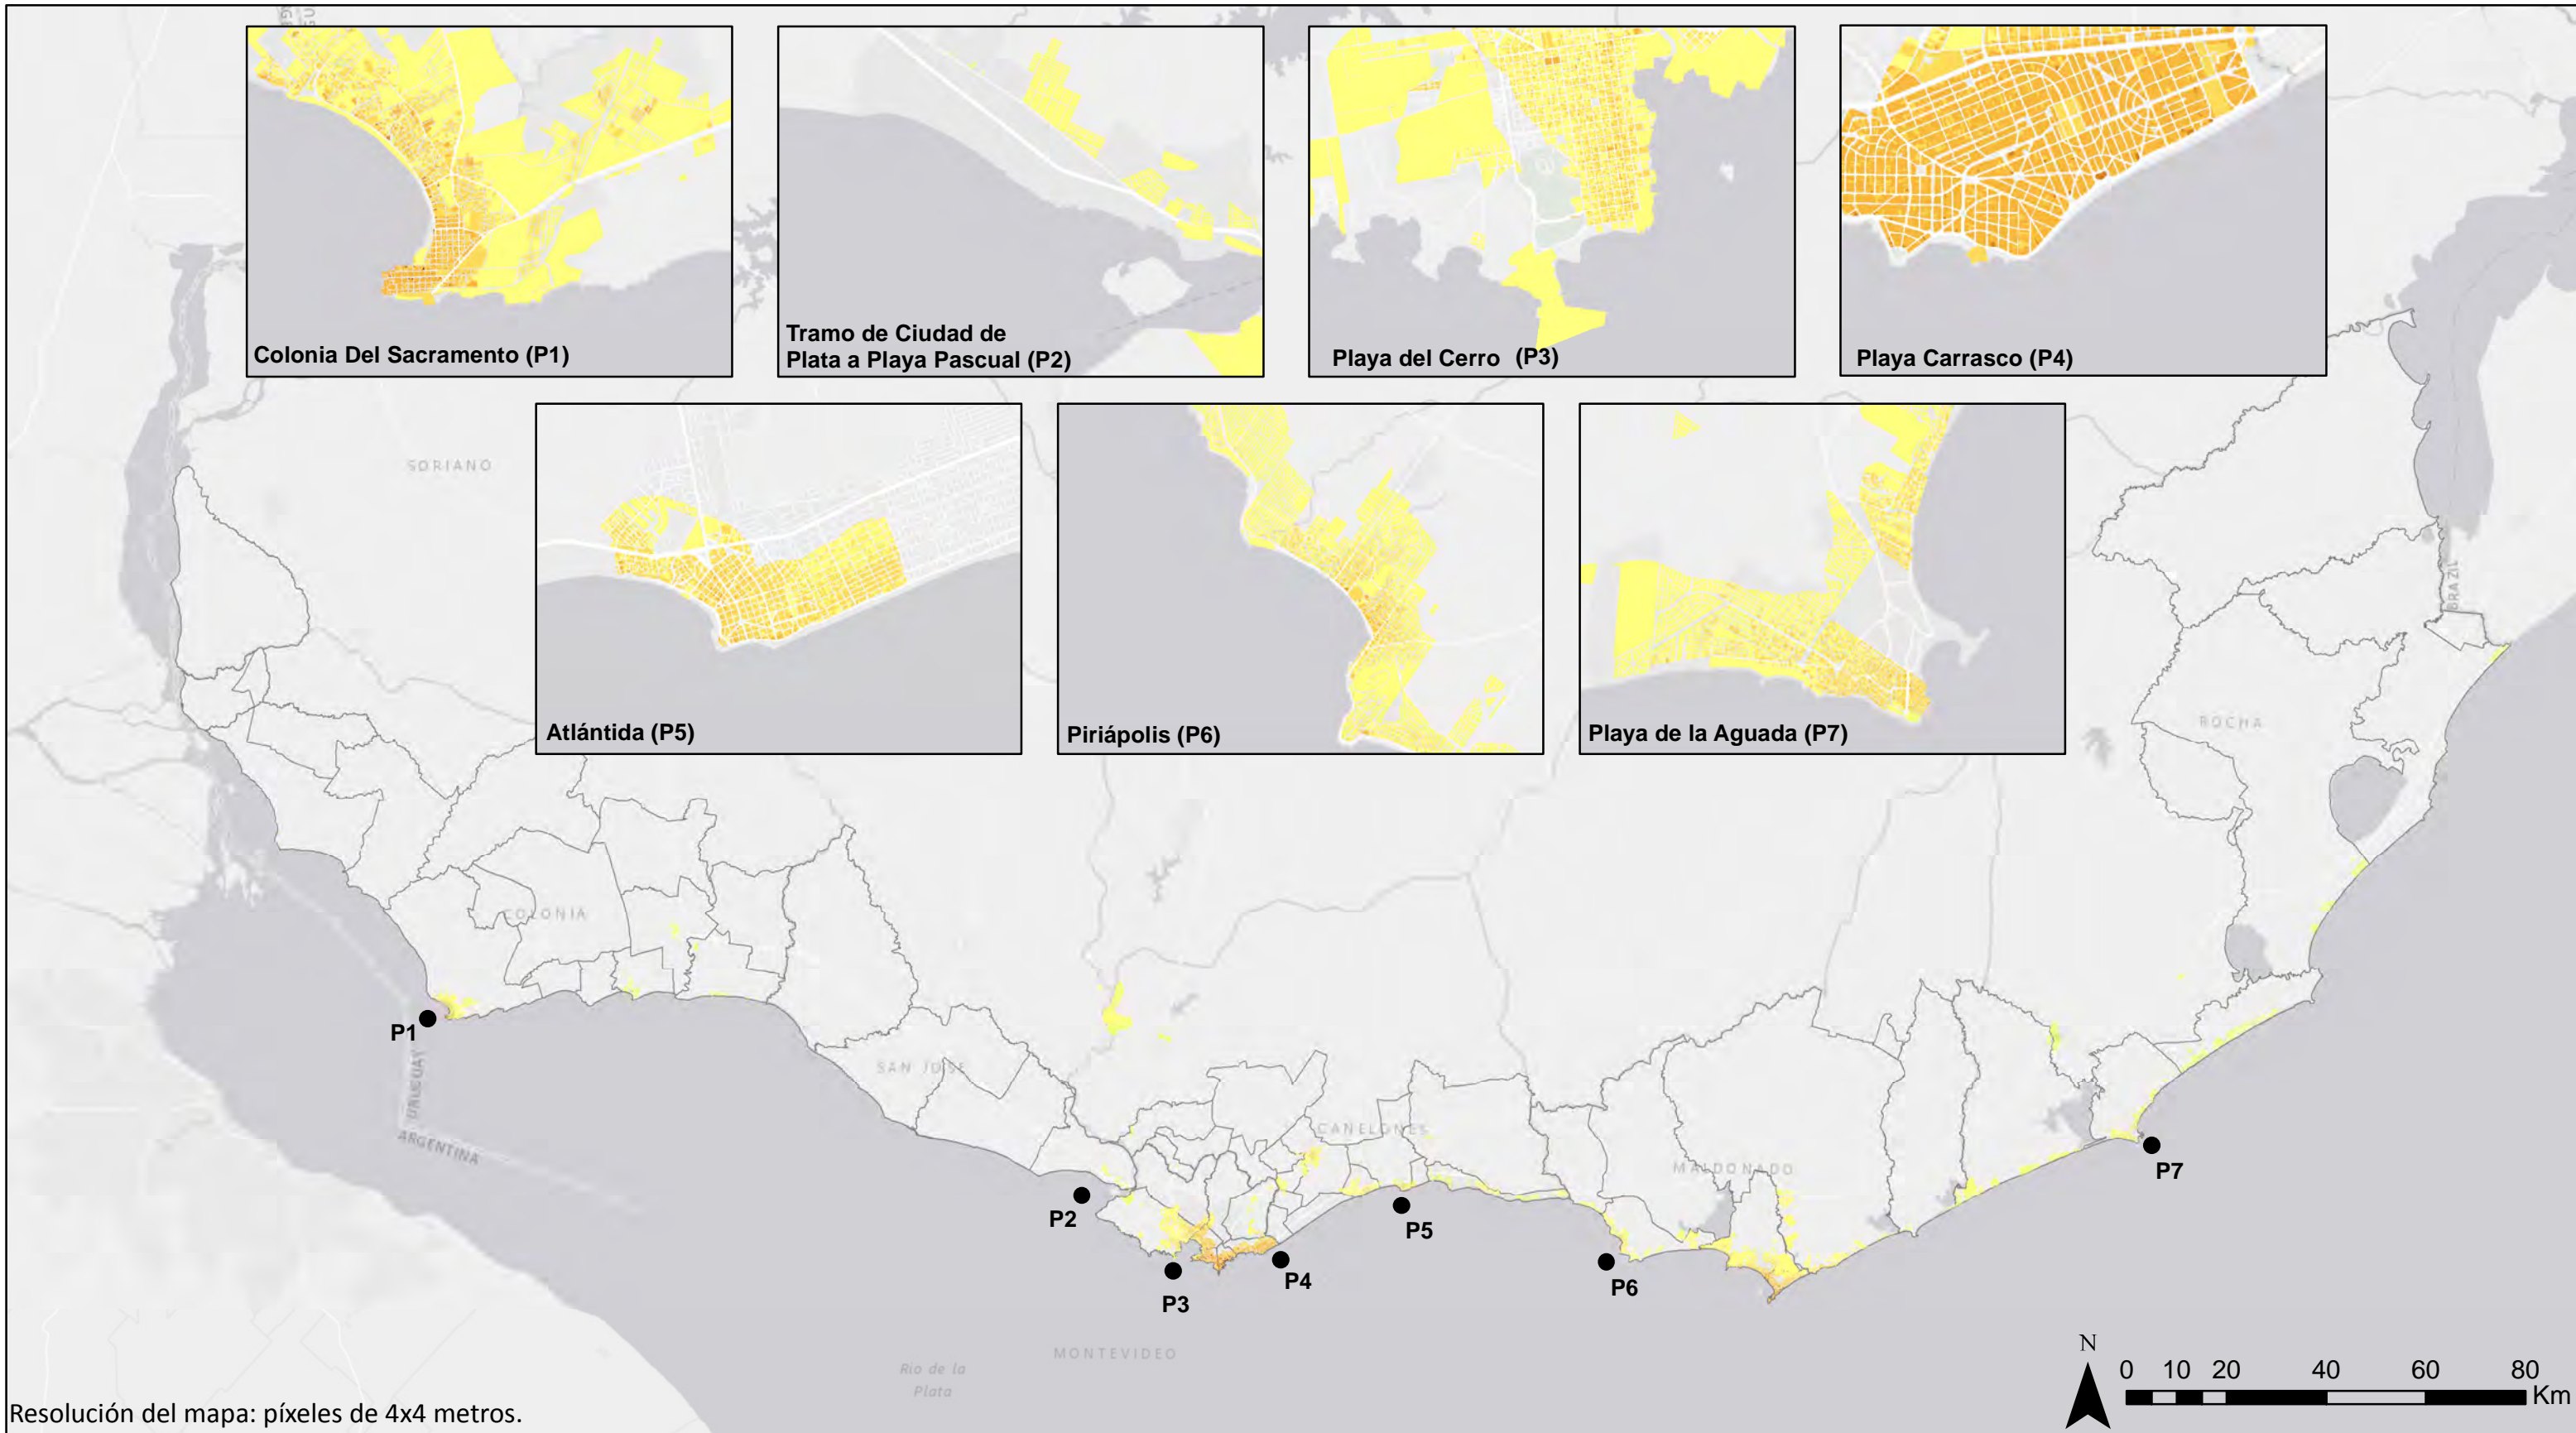 Colonia Del Sacramento (P1)
Tramo de Ciudad de
Plata a Playa Pascual (P2)
Playa del Cerro (P3)
Playa Carrasco (P4)
Atlántida (P5)
Piriápolis (P6)
Playa de la Aguada (P7)
SORIANO
BRAZIL
ROCHA
COLONIA
P1
URUGUAY
ARGENTINA
SAN JOSE
CANELONES
MALDONADO
P2
P3
P4
P5
P6
P7
MONTEVIDEO
Rio de la
Plata
N
0 10 20 40 60 80
Km
Resolución del mapa: píxeles de 4x4 metros.